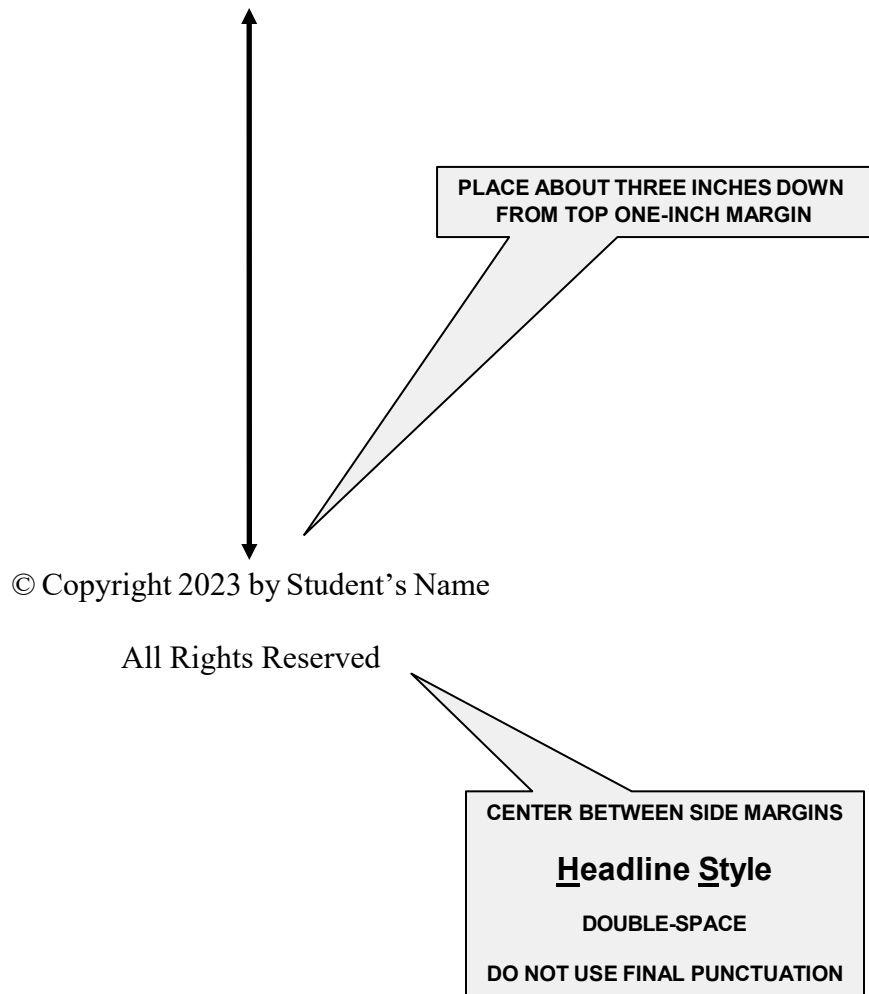 PLACE ABOUT THREE INCHES DOWN
FROM TOP ONE-INCH MARGIN
© Copyright 2023 by Student’s Name
All Rights Reserved
CENTER BETWEEN SIDE MARGINS
Headline Style
DOUBLE-SPACE
DO NOT USE FINAL PUNCTUATION